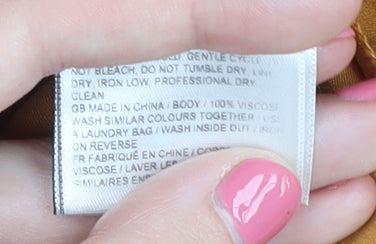 GENTLE CYCLE
NOT BLEACH, DO NOT TUMBLE DRY, LINE
DRY, IRON LOW, PROFESSIONAL DRY
CLEAN
GB MADE IN CHINA / BODY / 100% VISCOSE
WASH SIMILAR COLOURS TOGETHER / USE
A LAUNDRY BAG / WASH INSIDE OUT / IRON
ON REVERSE
FR FABRIQUÉ EN CHINE / CORPS
VISCOSE / LAVER LES
SIMILAIRES